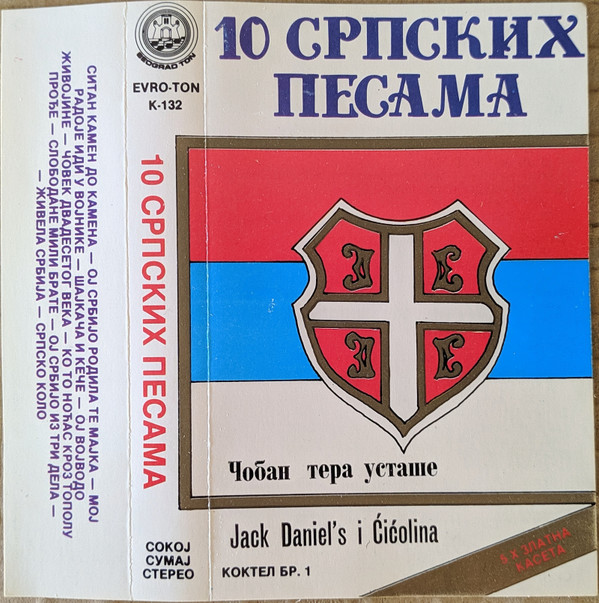 СИТАН КАМЕН ДО КАМЕНА — ОЈ СРБИЈО РОДИЛА ТЕ МАЈКА — МОЈ
РАДОЈЕ ИДИ У ВОЈНИКЕ — ШАЈКАЧА И КЕЧЕ — ОЈ ВОЈВОДО
ЖИВОЈИНЕ — ЧОВЕК ДВАДЕСЕТОГ ВЕКА — КО ТО НОЋАС КРОЗ ТОПОЛУ
ПРОЂЕ — СЛОБОДАНЕ МИЛИ БРАТЕ — ОЈ СРБИЈО ИЗ ТРИ ДЕЛА —
— ЖИВЕЛА СРБИЈА — СРПСКО КОЛО
BEOGRAD TON
EVRO-TON
K-132
10 СРПСКИХ ПЕСАМА
СОКОЈ
СУМАЈ
СТЕРЕО
10 СРПСКИХ
ПЕСАМА
Чобан тера усташе
Jack Daniel's i Ćićolina
КОКТЕЛ БР. 1
5 X ЗЛАТНА
КАСЕТА